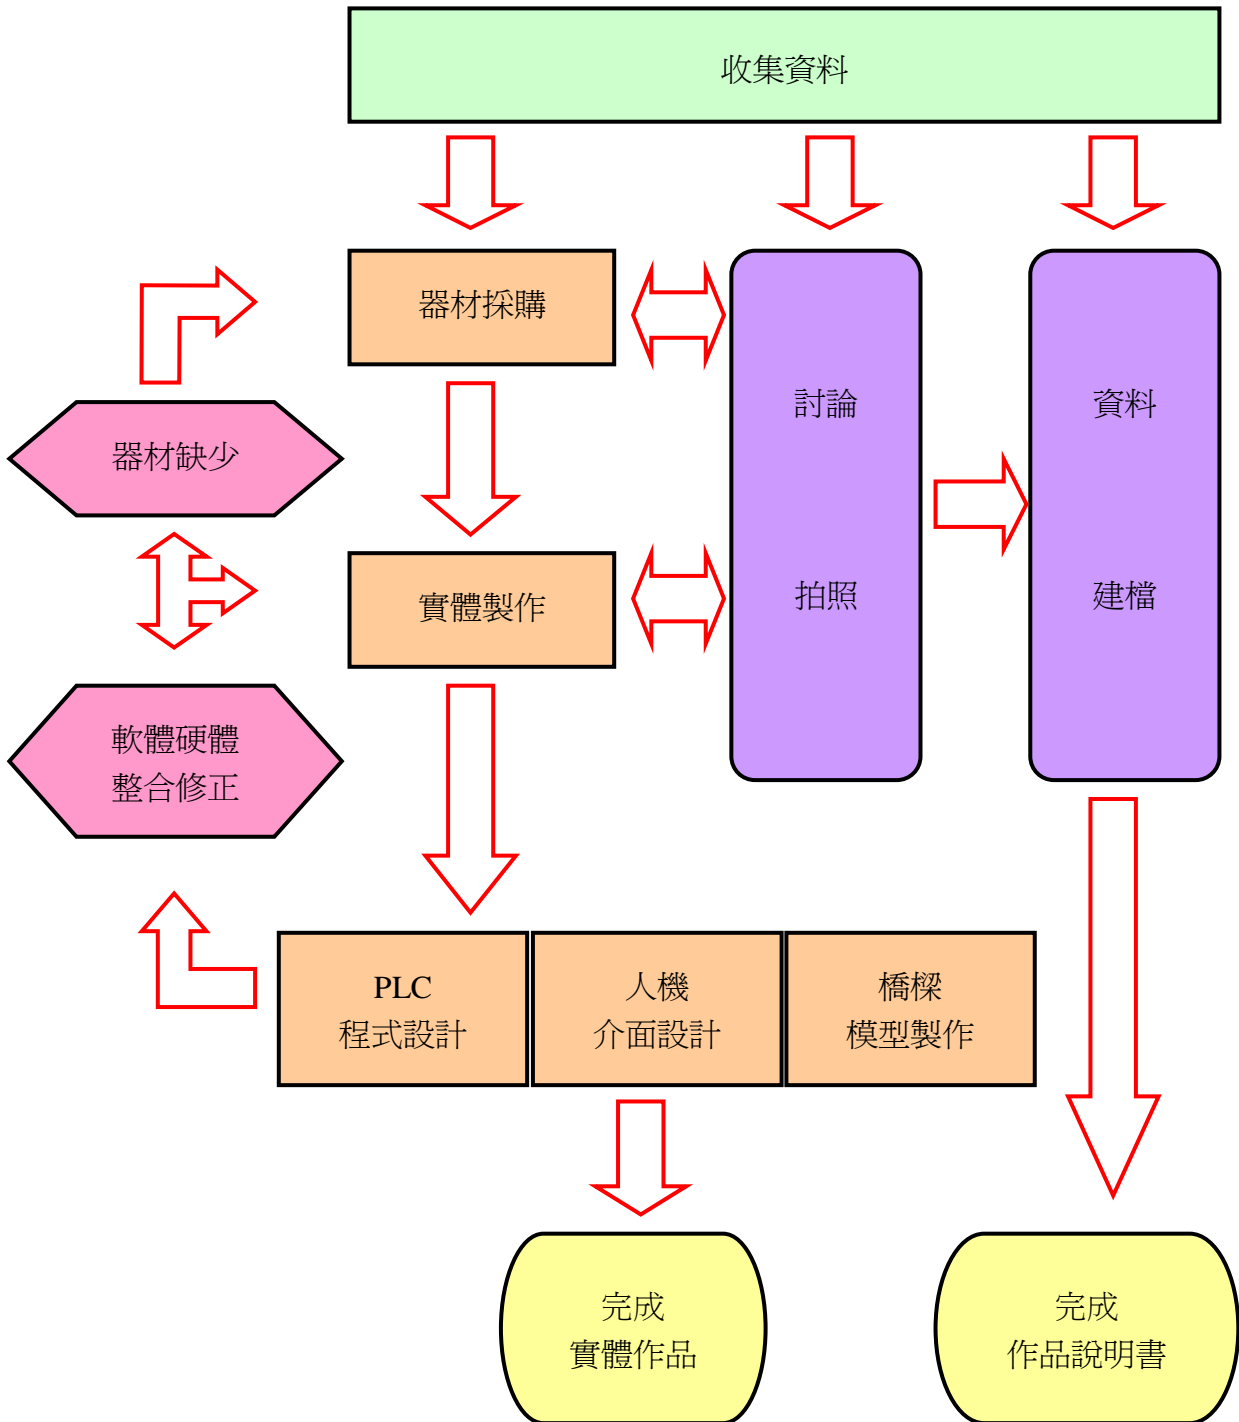 收集資料
器材採購
討論
資料
器材缺少
實體製作
拍照
建檔
軟體硬體
整合修正
PLC
程式設計
人機
介面設計
橋樑
模型製作
完成
實體作品
完成
作品說明書